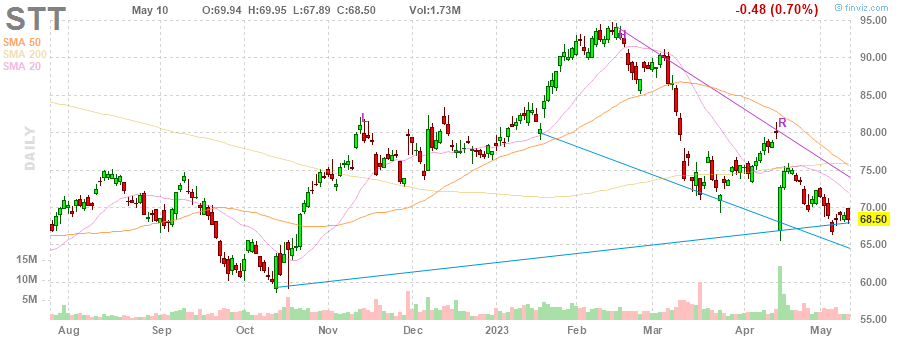 STT
May 10 O:69.94 H:69.95 L:67.89 C:68.50 Vol:1.73M
-0.48 (0.70%)
© finviz.com
SMA 50
SMA 200
SMA 20
DAILY
95.00
90.00
85.00
80.00
75.00
70.00
68.50
65.00
60.00
55.00
15M
10M
5M
R
Aug Sep Oct Nov Dec 2023 Feb Mar Apr May